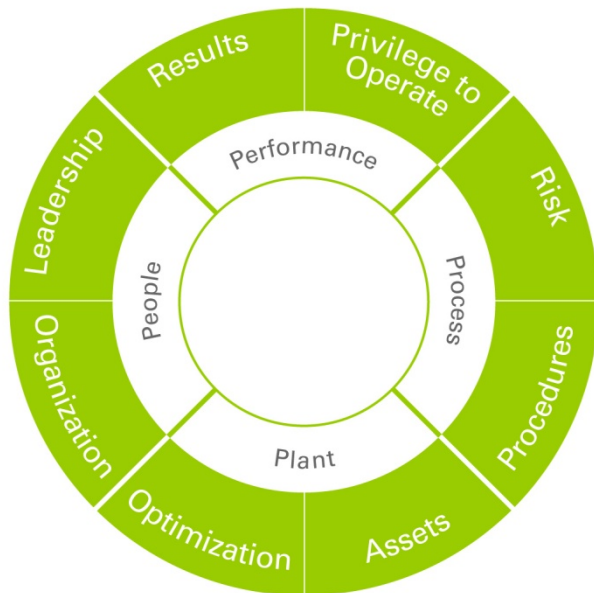 Results
Privilege to
Operate
Risk
Procedures
Assets
Optimization
Organization
Leadership
Performance
Process
Plant
People